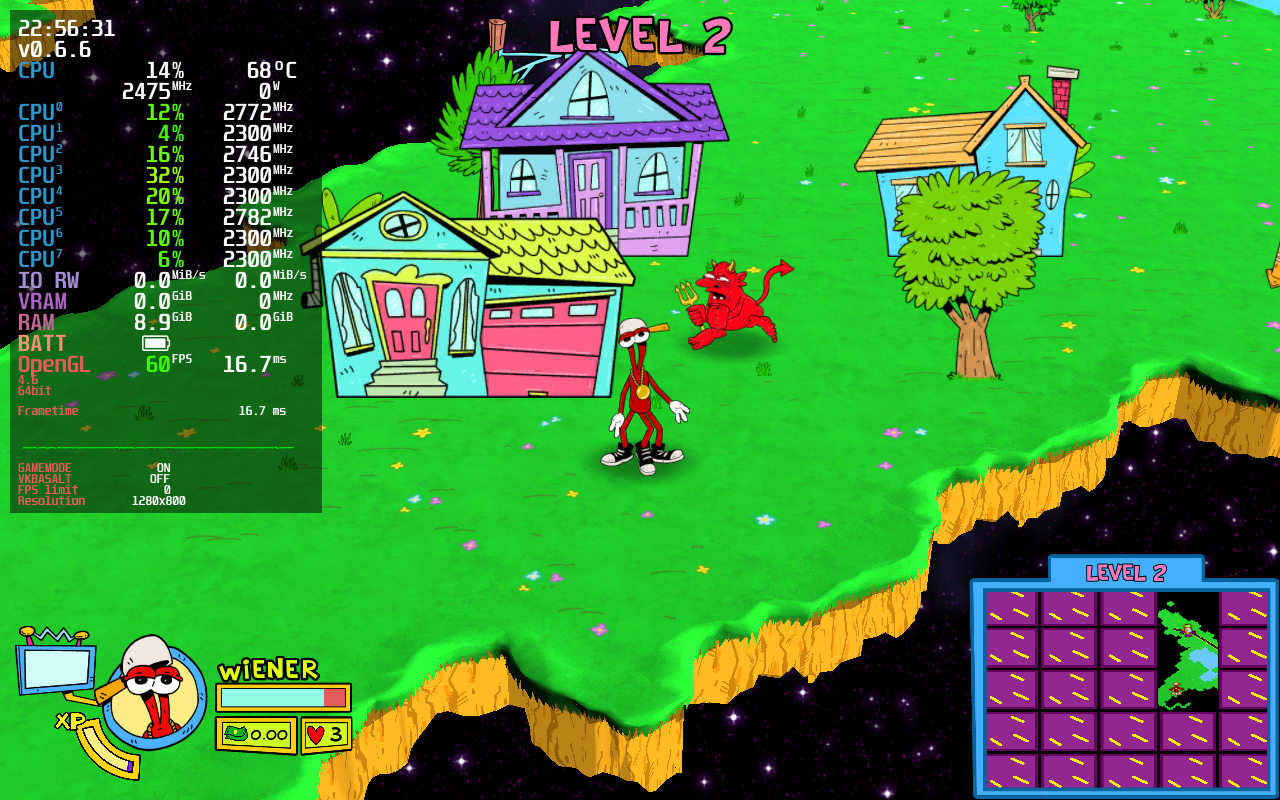 LEVEL 2
22:56:31
v0.6.6
CPU 14% 68°C
2475MHz 0W
CPU0 12% 2772MHz
CPU1 4% 2300MHz
CPU2 16% 2746MHz
CPU3 32% 2300MHz
CPU4 20% 2300MHz
CPU5 17% 2782MHz
CPU6 10% 2300MHz
CPU7 6% 2300MHz
IO RW 0.0MiB/s 0.0MiB/s
VRAM 0.0GiB 0MHz
RAM 8.9GiB 0.0GiB
BATT
OpenGL 60FPS 16.7ms
4.6
64bit
Frametime 16.7 ms
GAMEMODE ON
VKBASALT OFF
FPS limit 0
Resolution 1280x800
LEVEL 2
WiENER
XP
0.00
3